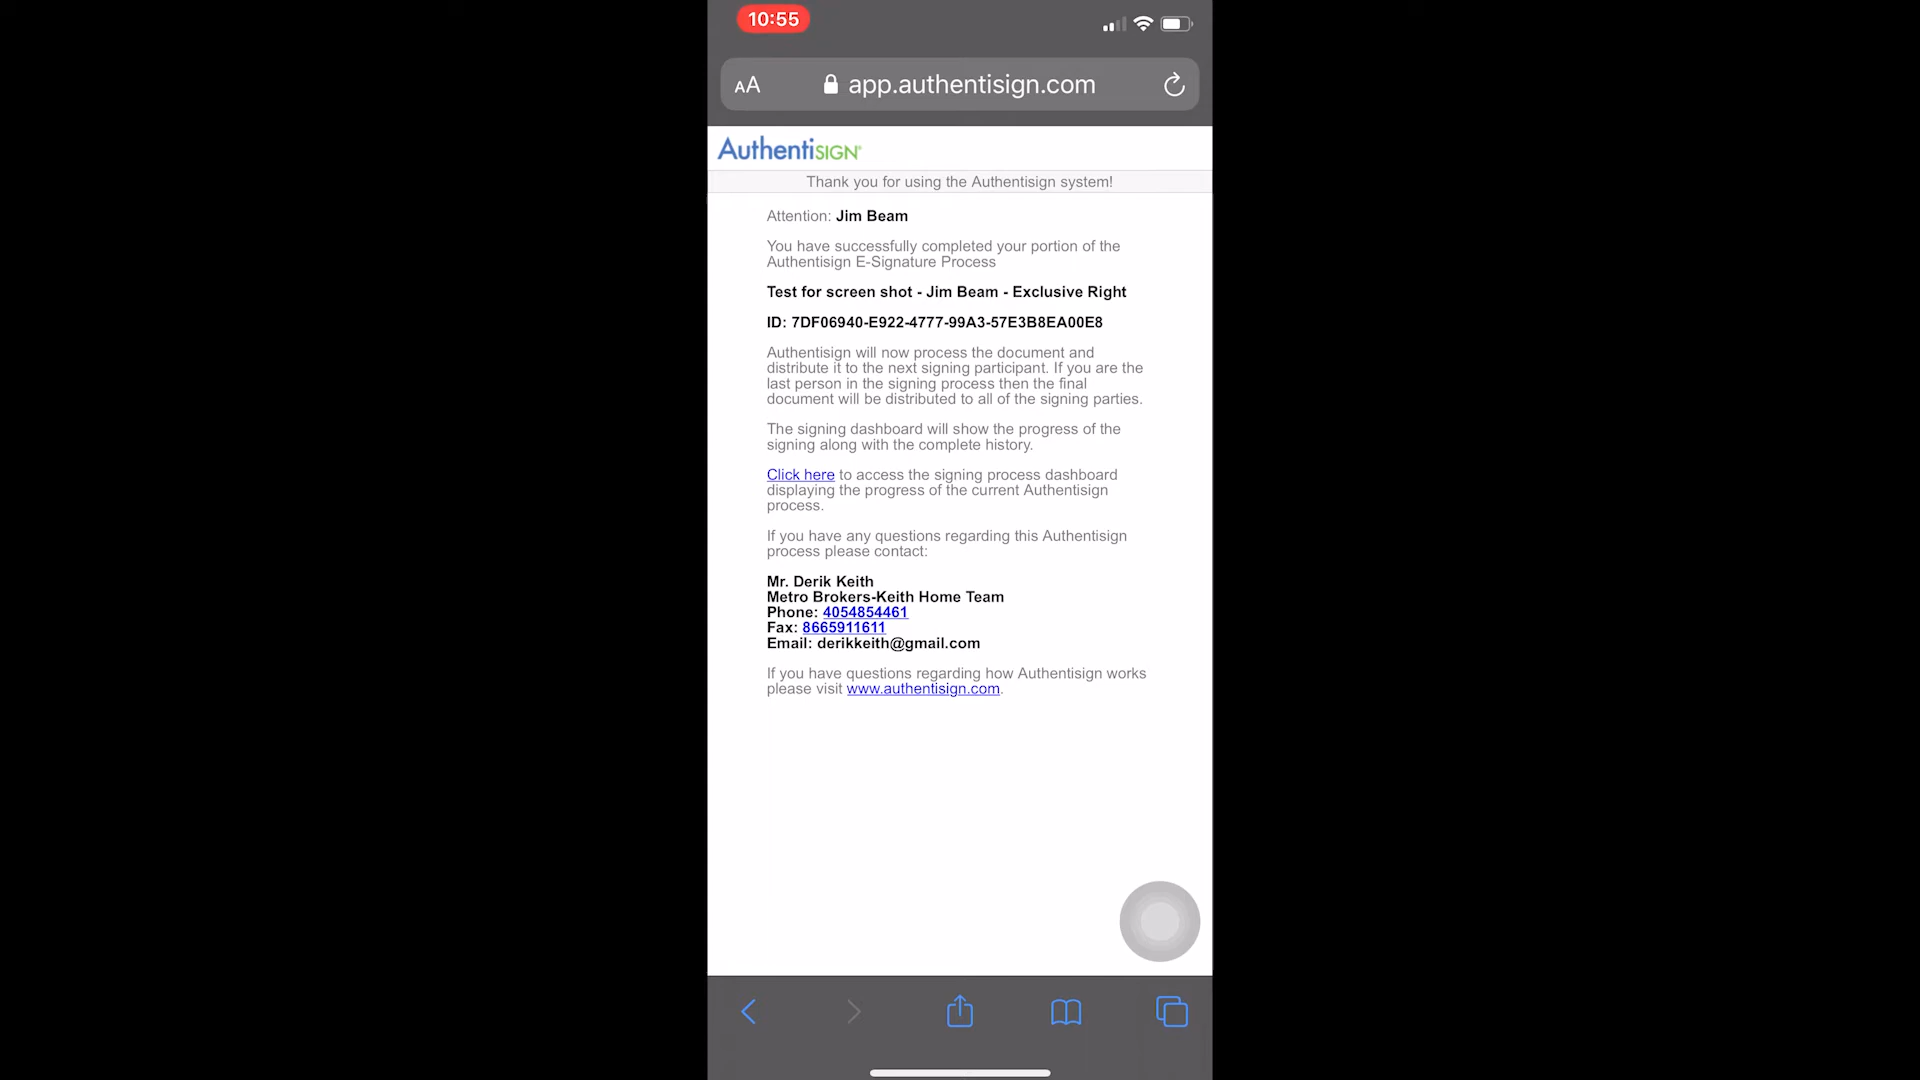 10:55
AA
app.authentisign.com
AuthentiSIGN®
Thank you for using the Authentisign system!
Attention: Jim Beam
You have successfully completed your portion of the
Authentisign E-Signature Process
Test for screen shot - Jim Beam - Exclusive Right
ID: 7DF06940-E922-4777-99A3-57E3B8EA00E8
Authentisign will now process the document and
distribute it to the next signing participant. If you are the
last person in the signing process then the final
document will be distributed to all of the signing parties.
The signing dashboard will show the progress of the
signing along with the complete history.
Click here to access the signing process dashboard
displaying the progress of the current Authentisign
process.
If you have any questions regarding this Authentisign
process please contact:
Mr. Derik Keith
Metro Brokers-Keith Home Team
Phone: 4054854461
Fax: 8665911611
Email: derikkeith@gmail.com
If you have questions regarding how Authentisign works
please visit www.authentisign.com.